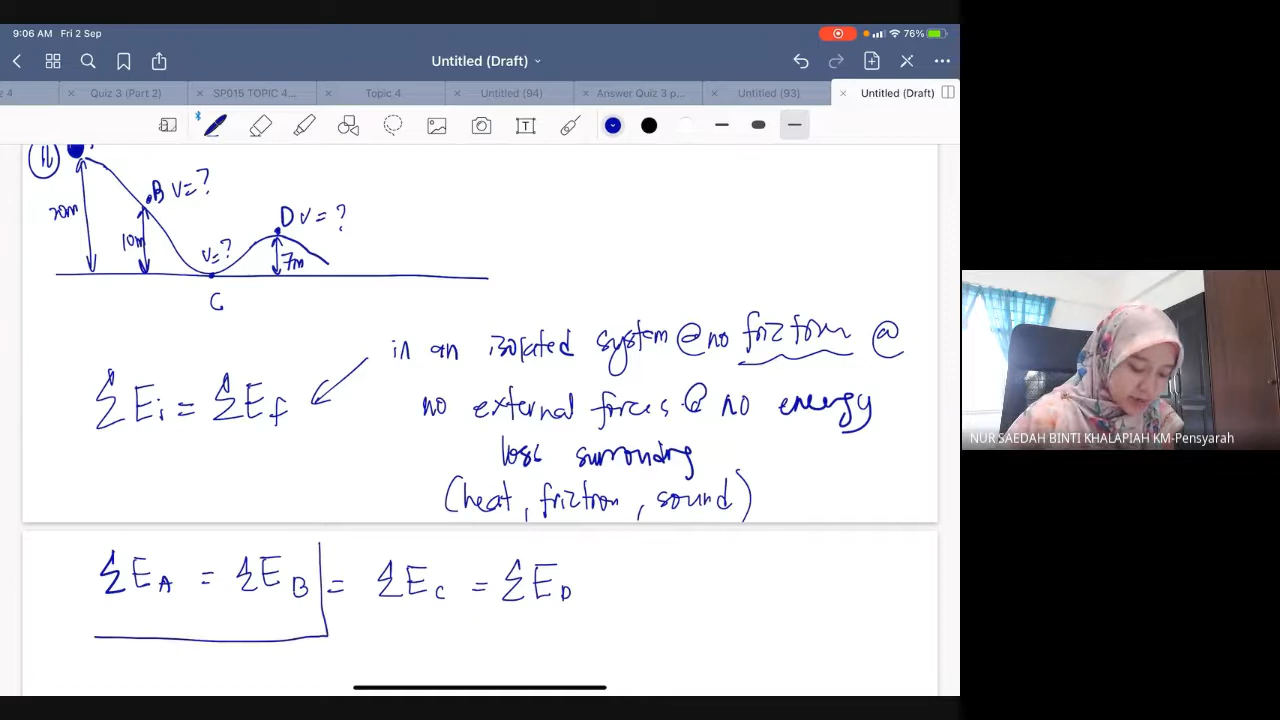 9:06 AM Fri 2 Sep
76%
Untitled (Draft)
z 4
Quiz 3 (Part 2)
SP015 TOPIC 4...
Topic 4
Untitled (94)
Answer Quiz 3 p...
Untitled (93)
Untitled (Draft)
B v=?
20m
10m
v=?
D v=?
7m
C
in an isolated system @ no friction @
ΣEi = ΣEf
no external forces @ no energy
loss surronding
(heat, friction, sound)
ΣEA = ΣEB = ΣEC = ΣED
NUR SAEDAH BINTI KHALAPIAH KM-Pensyarah